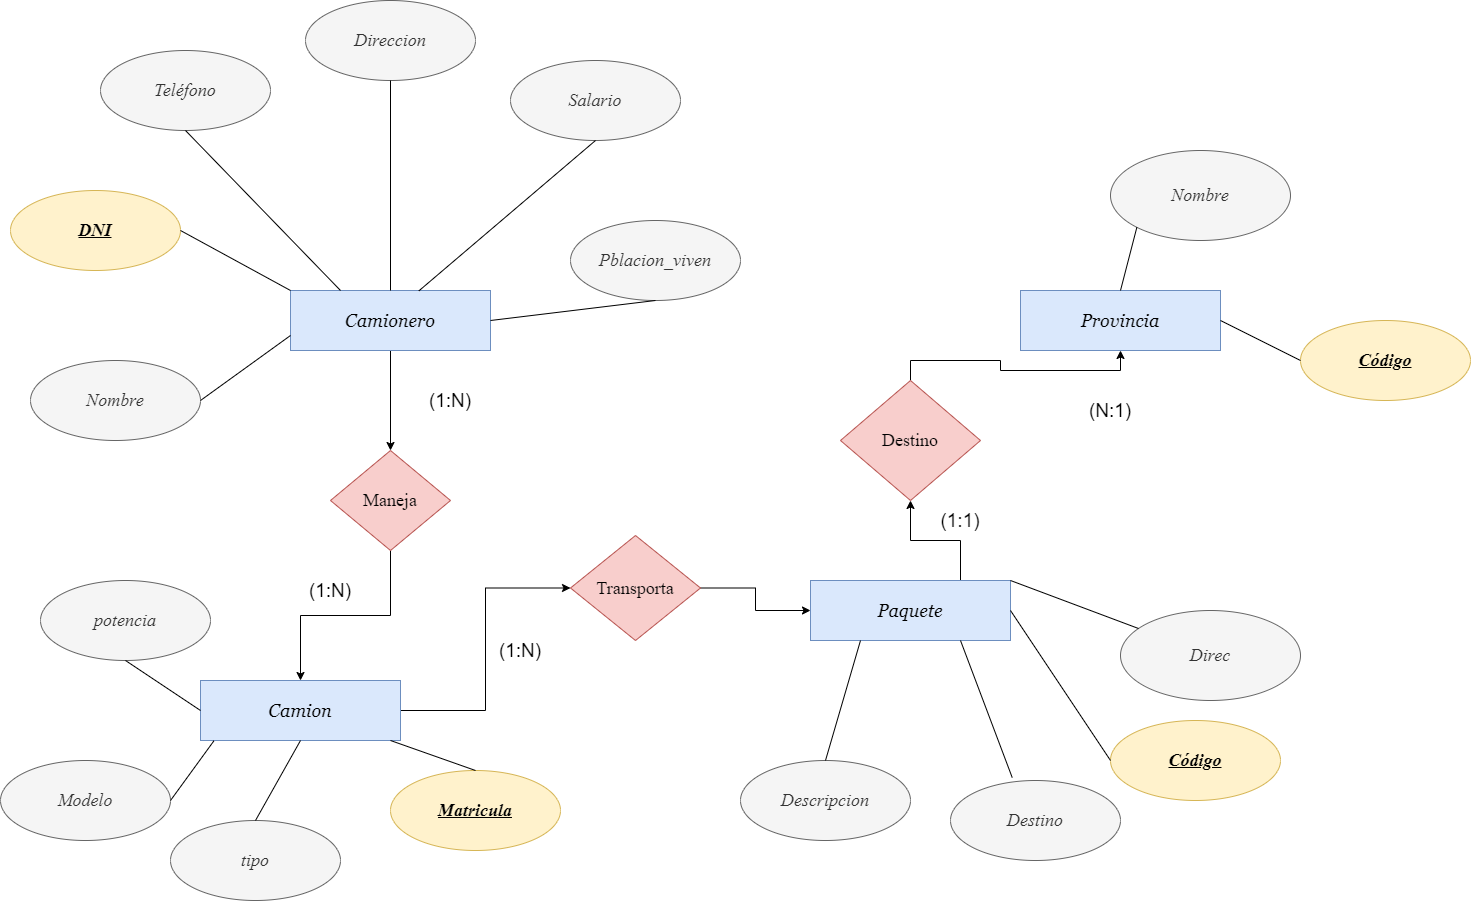 Direccion
Teléfono
Salario
Nombre
DNI
Pblacion_viven
Camionero
Provincia
Código
Nombre
(1:N)
(N:1)
Destino
Maneja
(1:1)
(1:N)
Transporta
potencia
Paquete
(1:N)
Direc
Camion
Código
Modelo
Matricula
Descripcion
Destino
tipo